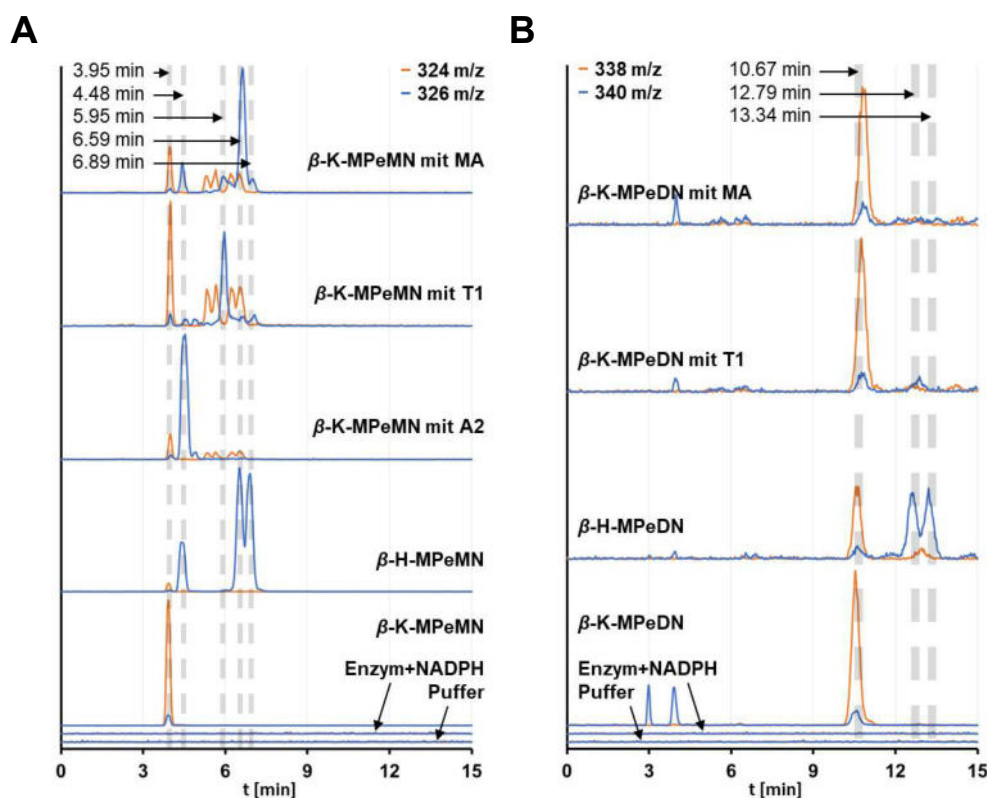 A
3.95 min
4.48 min
5.95 min
6.59 min
6.89 min
324 m/z
326 m/z
β-K-MPeMN mit MA
β-K-MPeMN mit T1
β-K-MPeMN mit A2
β-H-MPeMN
β-K-MPeMN
Enzym+NADPH
Puffer
0 3 6 9 12 15
t [min]
B
338 m/z
340 m/z
10.67 min
12.79 min
13.34 min
β-K-MPeDN mit MA
β-K-MPeDN mit T1
β-H-MPeDN
β-K-MPeDN
Enzym+NADPH
Puffer
0 3 6 9 12 15
t [min]